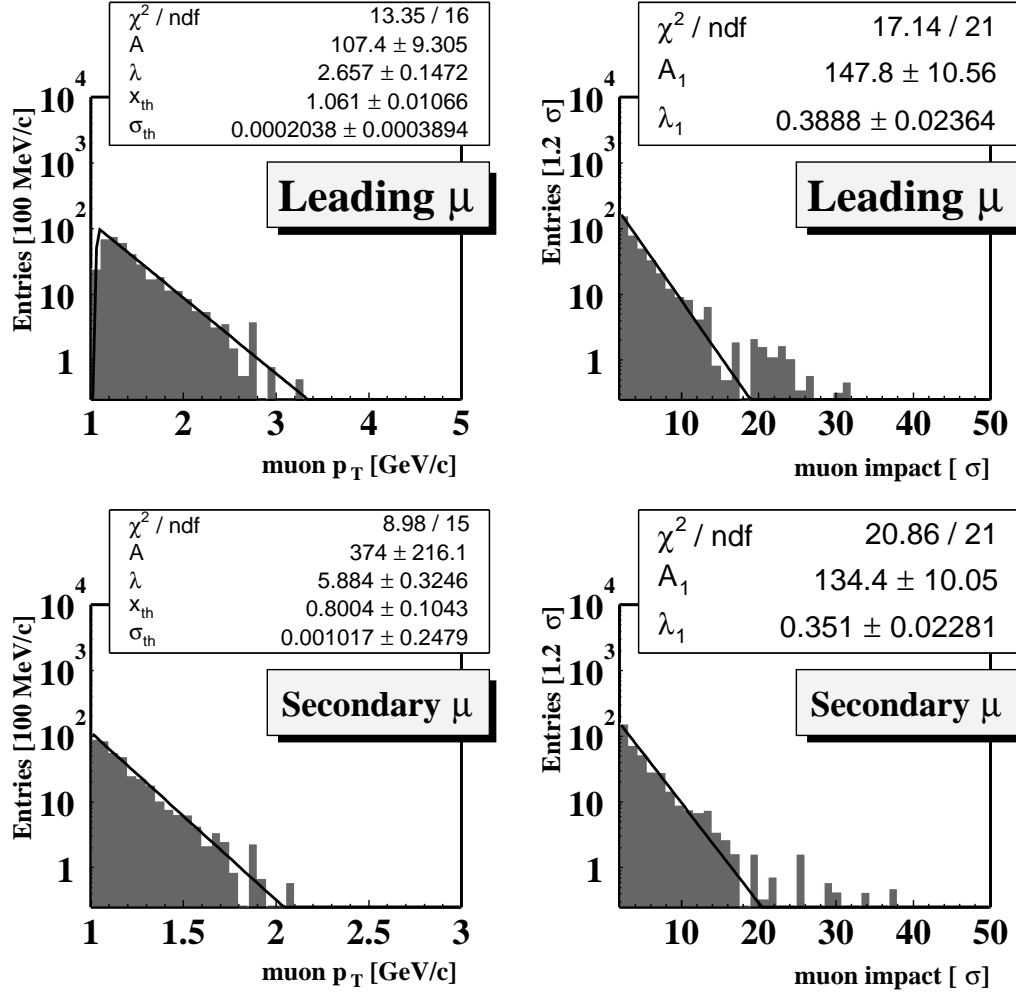 χ² / ndf 13.35 / 16
A 107.4 ± 9.305
λ 2.657 ± 0.1472
x_th 1.061 ± 0.01066
σ_th 0.0002038 ± 0.0003894
Leading μ
Entries [100 MeV/c]
10⁴
10³
10²
10
1
1 2 3 4 5
muon p_T [GeV/c]
χ² / ndf 17.14 / 21
A₁ 147.8 ± 10.56
λ₁ 0.3888 ± 0.02364
Leading μ
Entries [1.2 σ]
10⁴
10³
10²
10
1
10 20 30 40 50
muon impact [ σ]
χ² / ndf 8.98 / 15
A 374 ± 216.1
λ 5.884 ± 0.3246
x_th 0.8004 ± 0.1043
σ_th 0.001017 ± 0.2479
Secondary μ
Entries [100 MeV/c]
10⁴
10³
10²
10
1
1 1.5 2 2.5 3
muon p_T [GeV/c]
χ² / ndf 20.86 / 21
A₁ 134.4 ± 10.05
λ₁ 0.351 ± 0.02281
Secondary μ
Entries [1.2 σ]
10⁴
10³
10²
10
1
10 20 30 40 50
muon impact [ σ]